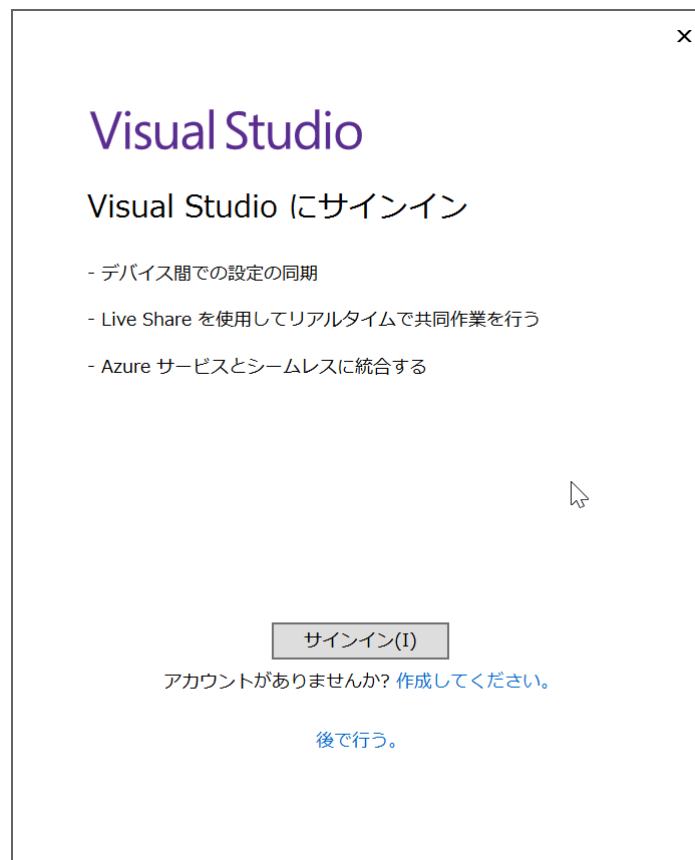 Visual Studio
Visual Studio にサインイン
- デバイス間での設定の同期
- Live Share を使用してリアルタイムで共同作業を行う
- Azure サービスとシームレスに統合する
サインイン(I)
アカウントがありませんか? 作成してください。
後で行う。